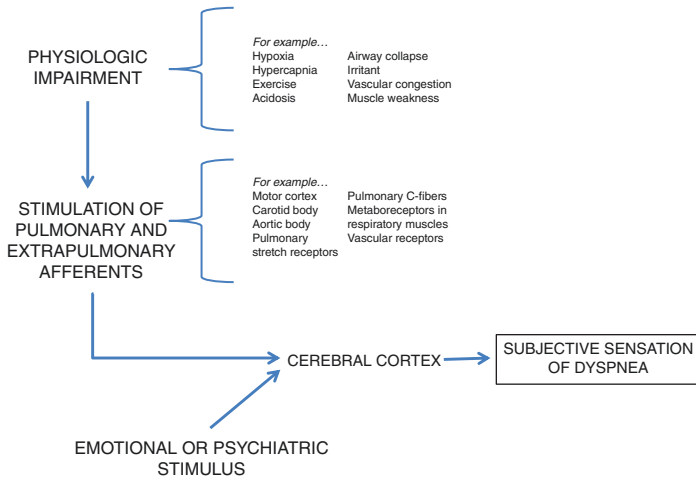 PHYSIOLOGIC
IMPAIRMENT
For example…
Hypoxia
Hypercapnia
Exercise
Acidosis
Airway collapse
Irritant
Vascular congestion
Muscle weakness
STIMULATION OF
PULMONARY AND
EXTRAPULMONARY
AFFERENTS
For example…
Motor cortex
Carotid body
Aortic body
Pulmonary
stretch receptors
Pulmonary C-fibers
Metaboreceptors in
respiratory muscles
Vascular receptors
CEREBRAL CORTEX
SUBJECTIVE SENSATION
OF DYSPNEA
EMOTIONAL OR PSYCHIATRIC
STIMULUS